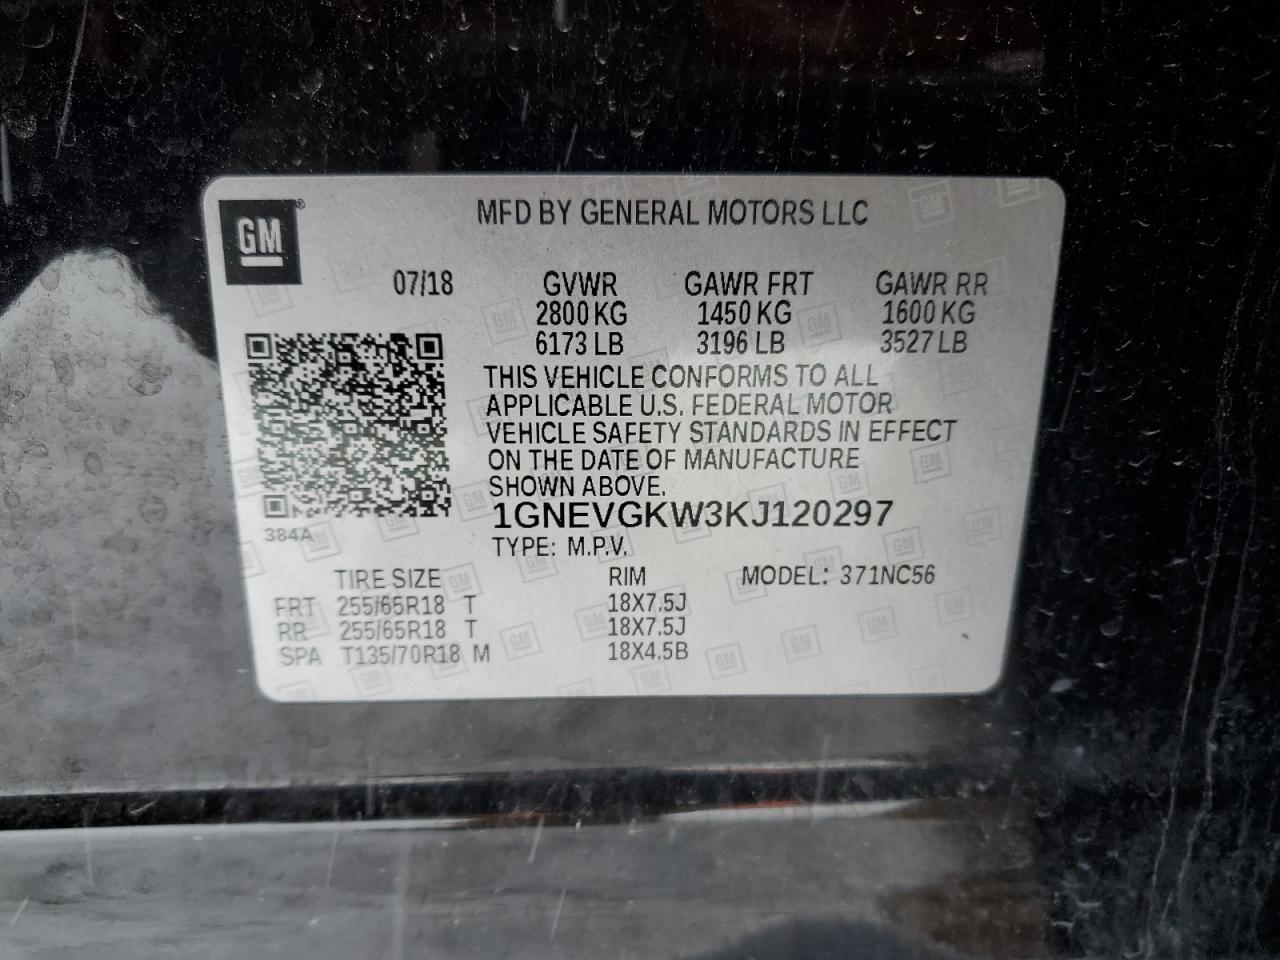 GM
MFD BY GENERAL MOTORS LLC
07/18 GVWR GAWR FRT GAWR RR
2800 KG 1450 KG 1600 KG
6173 LB 3196 LB 3527 LB
THIS VEHICLE CONFORMS TO ALL
APPLICABLE U.S. FEDERAL MOTOR
VEHICLE SAFETY STANDARDS IN EFFECT
ON THE DATE OF MANUFACTURE
SHOWN ABOVE.
1GNEVGKW3KJ120297
384A
TYPE: M.P.V.
TIRE SIZE RIM MODEL: 371NC56
FRT 255/65R18 T 18X7.5J
RR 255/65R18 T 18X7.5J
SPA T135/70R18 M 18X4.5B